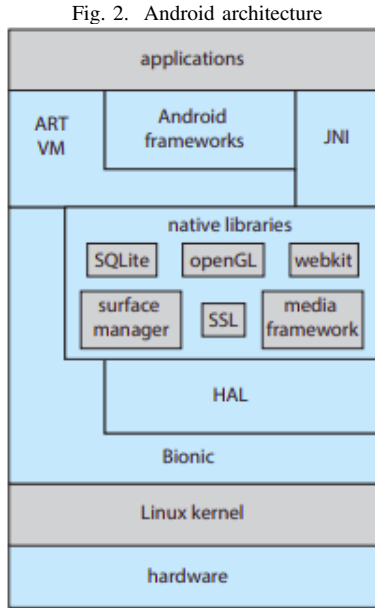 Fig. 2. Android architecture
applications
ART
VM
Android
frameworks
JNI
native libraries
SQLite
openGL
webkit
surface
manager
SSL
media
framework
HAL
Bionic
Linux kernel
hardware